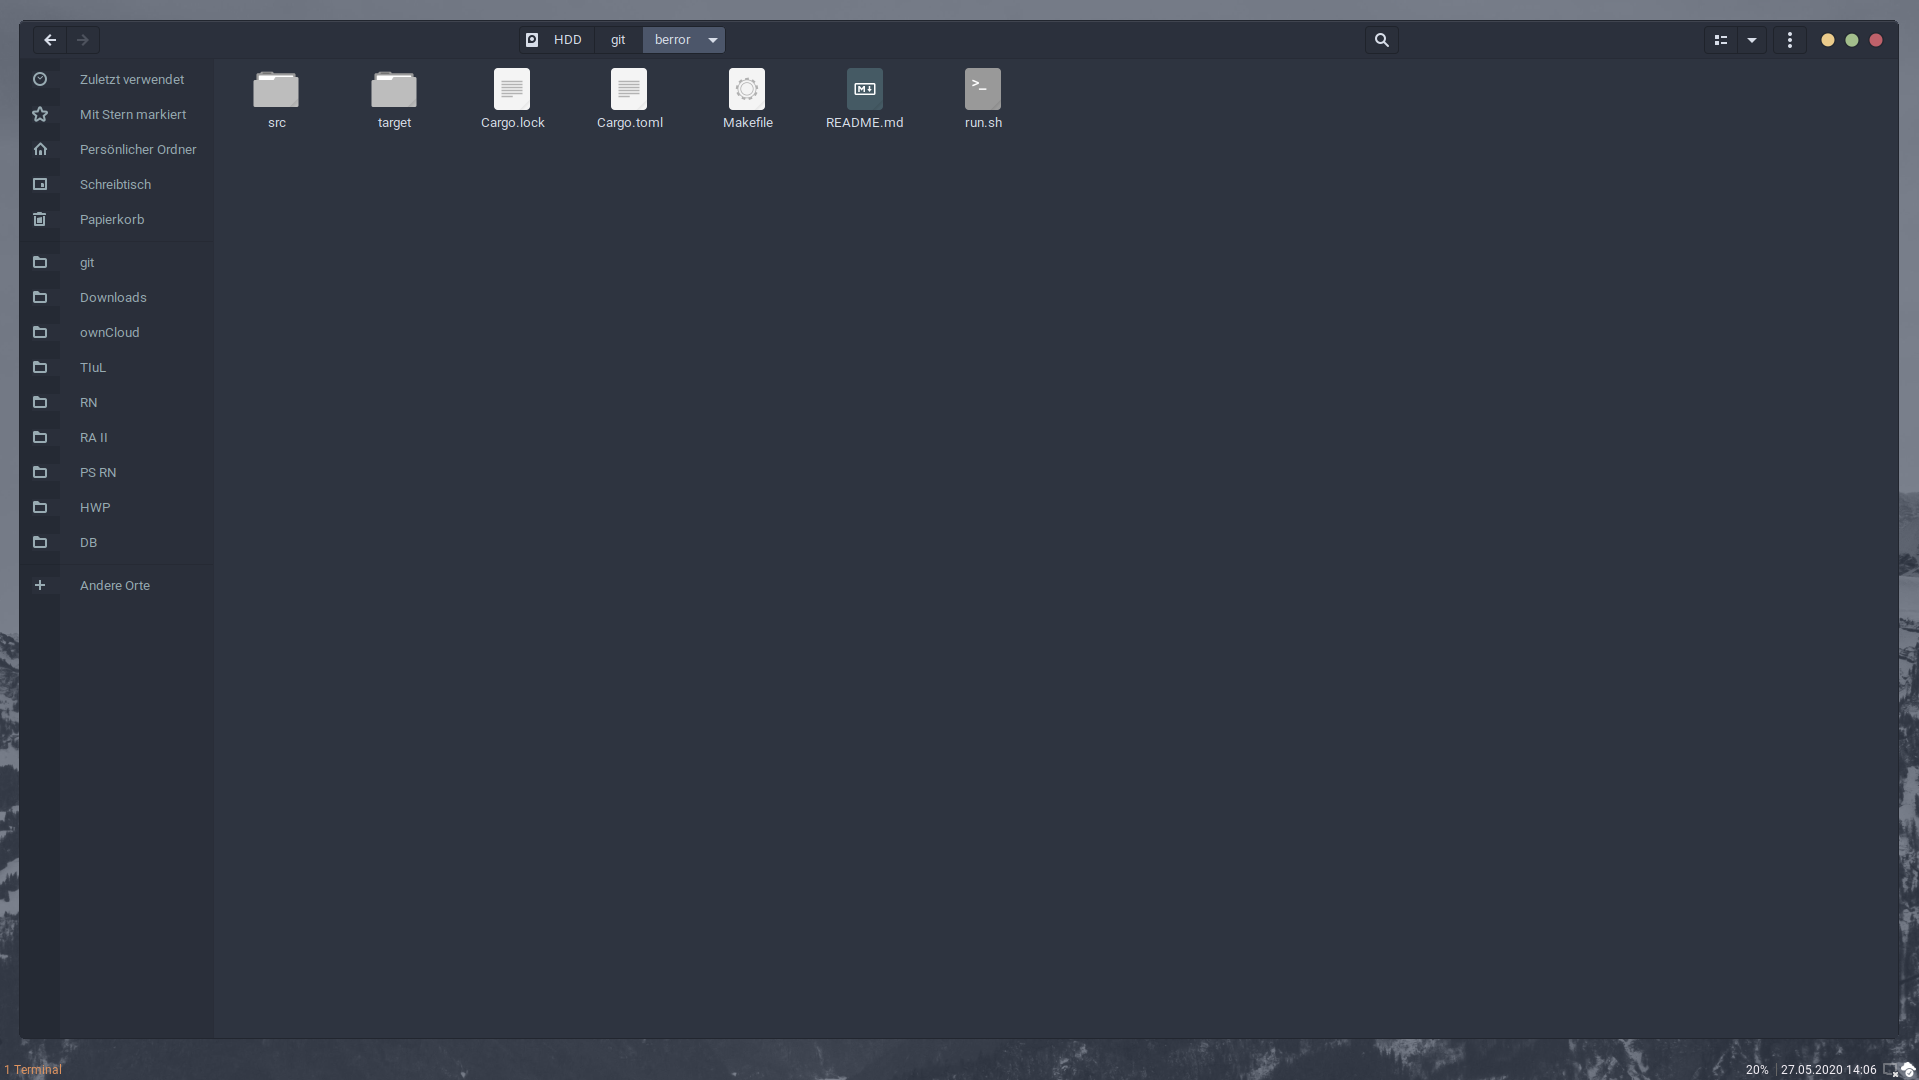 HDD git berror
Zuletzt verwendet
Mit Stern markiert
Persönlicher Ordner
Schreibtisch
Papierkorb
git
Downloads
ownCloud
TIuL
RN
RA II
PS RN
HWP
DB
Andere Orte
src target Cargo.lock Cargo.toml Makefile README.md run.sh
1 Terminal
20% 27.05.2020 14:06